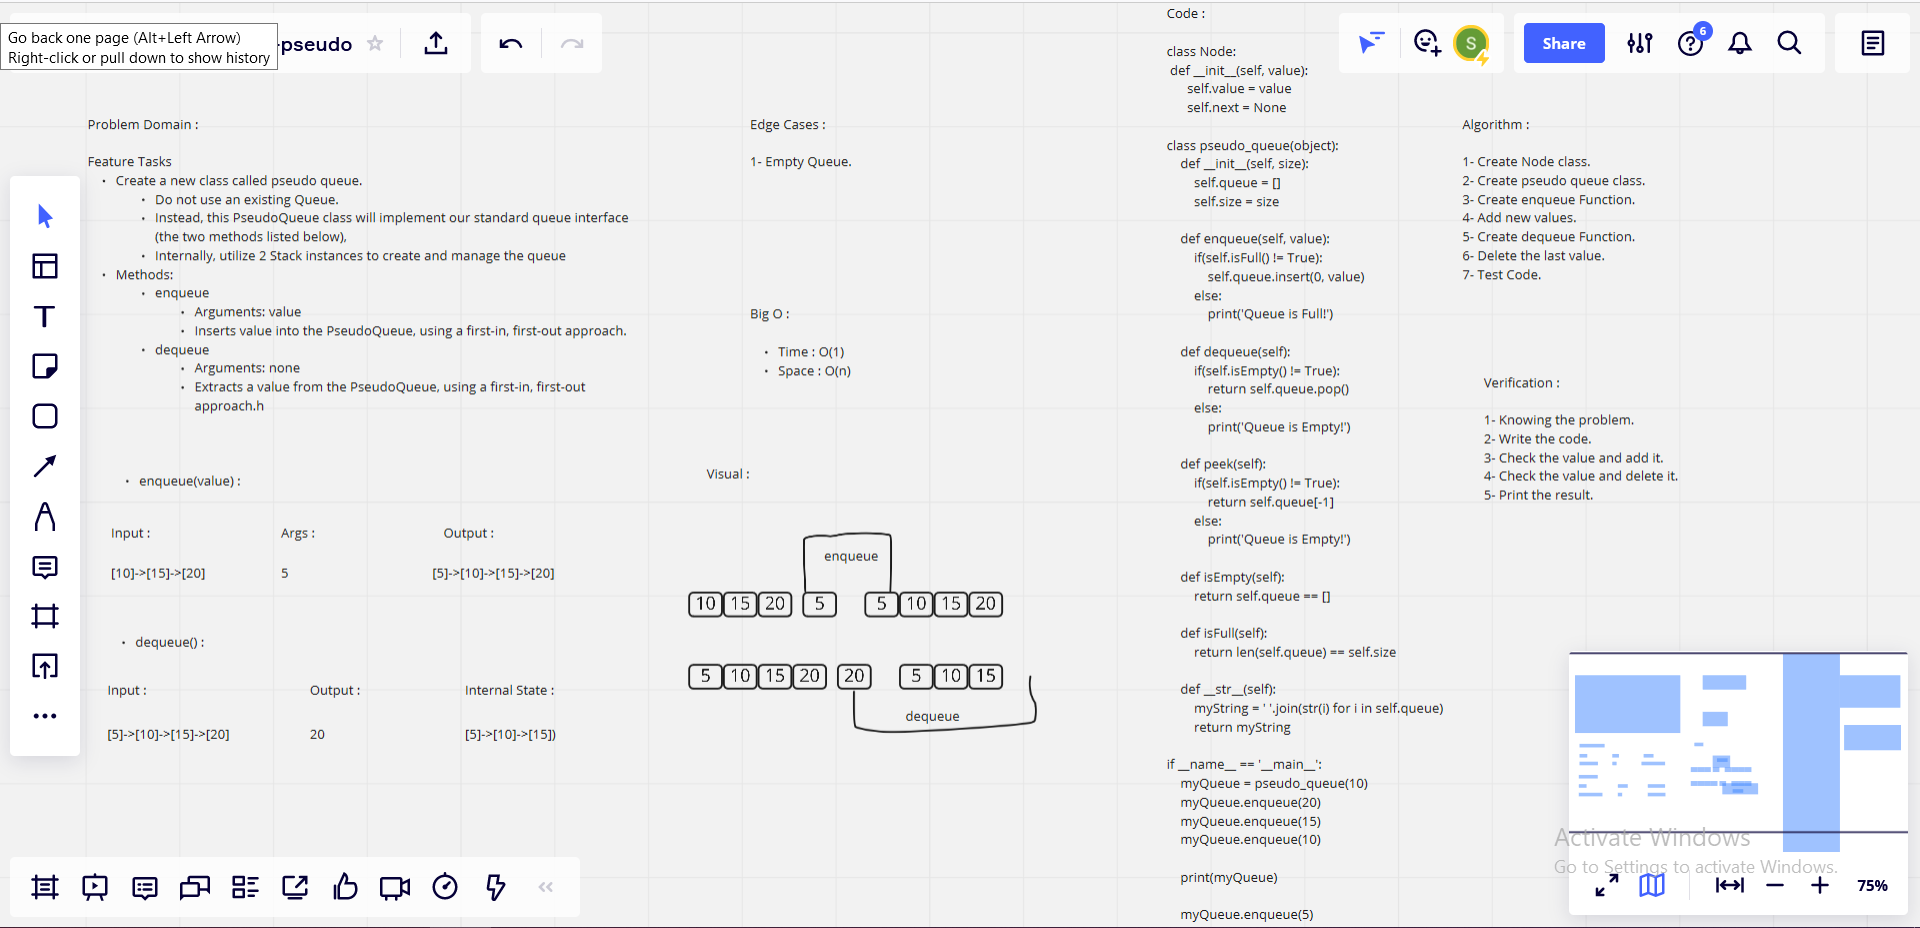 Go back one page (Alt+Left Arrow)
Right-click or pull down to show history
-pseudo
S
Share
6
Problem Domain :
Feature Tasks
• Create a new class called pseudo queue.
• Do not use an existing Queue.
• Instead, this PseudoQueue class will implement our standard queue interface
(the two methods listed below),
• Internally, utilize 2 Stack instances to create and manage the queue
• Methods:
• enqueue
• Arguments: value
• Inserts value into the PseudoQueue, using a first-in, first-out approach.
• dequeue
• Arguments: none
• Extracts a value from the PseudoQueue, using a first-in, first-out
approach.h
• enqueue(value) :
Input : Args : Output :
[10]->[15]->[20] 5 [5]->[10]->[15]->[20]
• dequeue() :
Input : Output : Internal State :
[5]->[10]->[15]->[20] 20 [5]->[10]->[15])
Edge Cases :
1- Empty Queue.
Big O :
• Time : O(1)
• Space : O(n)
Visual :
enqueue
10 15 20 5 5 10 15 20
5 10 15 20 20 5 10 15
dequeue
Code :
class Node:
def __init__(self, value):
self.value = value
self.next = None
class pseudo_queue(object):
def __init__(self, size):
self.queue = []
self.size = size
def enqueue(self, value):
if(self.isFull() != True):
self.queue.insert(0, value)
else:
print('Queue is Full!')
def dequeue(self):
if(self.isEmpty() != True):
return self.queue.pop()
else:
print('Queue is Empty!')
def peek(self):
if(self.isEmpty() != True):
return self.queue[-1]
else:
print('Queue is Empty!')
def isEmpty(self):
return self.queue == []
def isFull(self):
return len(self.queue) == self.size
def __str__(self):
myString = ' '.join(str(i) for i in self.queue)
return myString
if __name__ == '__main__':
myQueue = pseudo_queue(10)
myQueue.enqueue(20)
myQueue.enqueue(15)
myQueue.enqueue(10)
print(myQueue)
myQueue.enqueue(5)
Algorithm :
1- Create Node class.
2- Create pseudo queue class.
3- Create enqueue Function.
4- Add new values.
5- Create dequeue Function.
6- Delete the last value.
7- Test Code.
Verification :
1- Knowing the problem.
2- Write the code.
3- Check the value and add it.
4- Check the value and delete it.
5- Print the result.
Activate Windows
Go to Settings to activate Windows.
75%